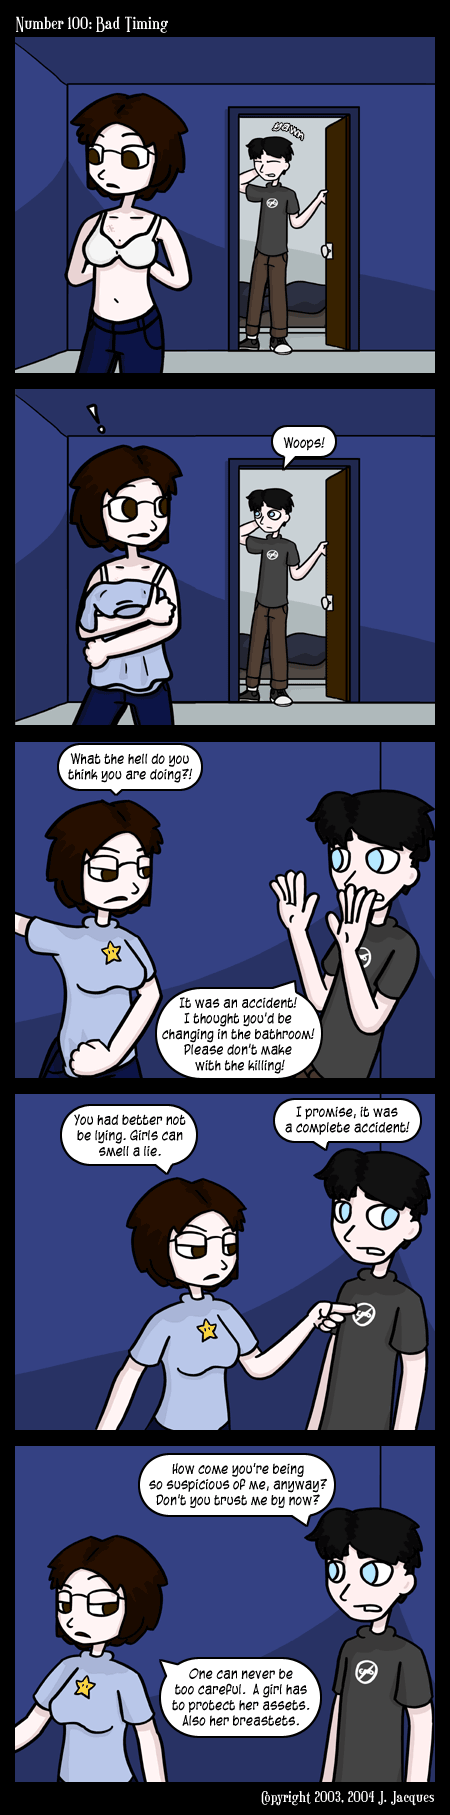 Number 100: Bad Timing
yawn
!
Woops!
What the hell do you
think you are doing?!
It was an accident!
I thought you'd be
changing in the bathroom!
Please don't make
with the killing!
You had better not
be lying. Girls can
smell a lie.
I promise, it was
a complete accident!
How come you're being
so suspicious of me, anyway?
Don't you trust me by now?
One can never be
too careful. A girl has
to protect her assets.
Also her breastets.
Copyright 2003, 2004 J. Jacques